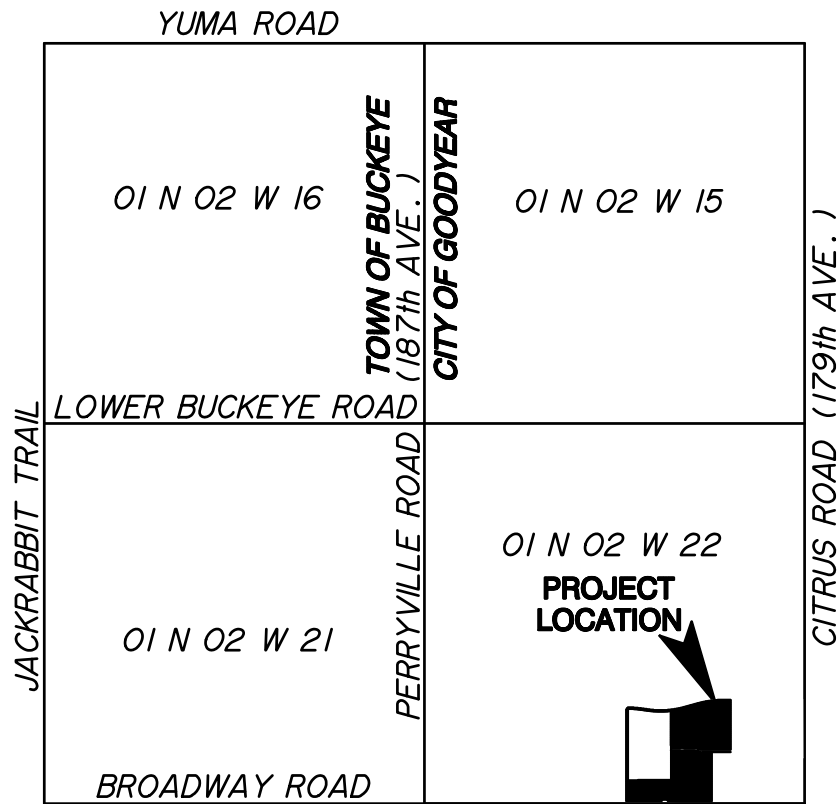 YUMA ROAD
01 N 02 W 16
TOWN OF BUCKEYE
(187th AVE.)
CITY OF GOODYEAR
01 N 02 W 15
LOWER BUCKEYE ROAD
JACKRABBIT TRAIL
PERRYVILLE ROAD
CITRUS ROAD (179th AVE.)
01 N 02 W 22
PROJECT
LOCATION
01 N 02 W 21
BROADWAY ROAD